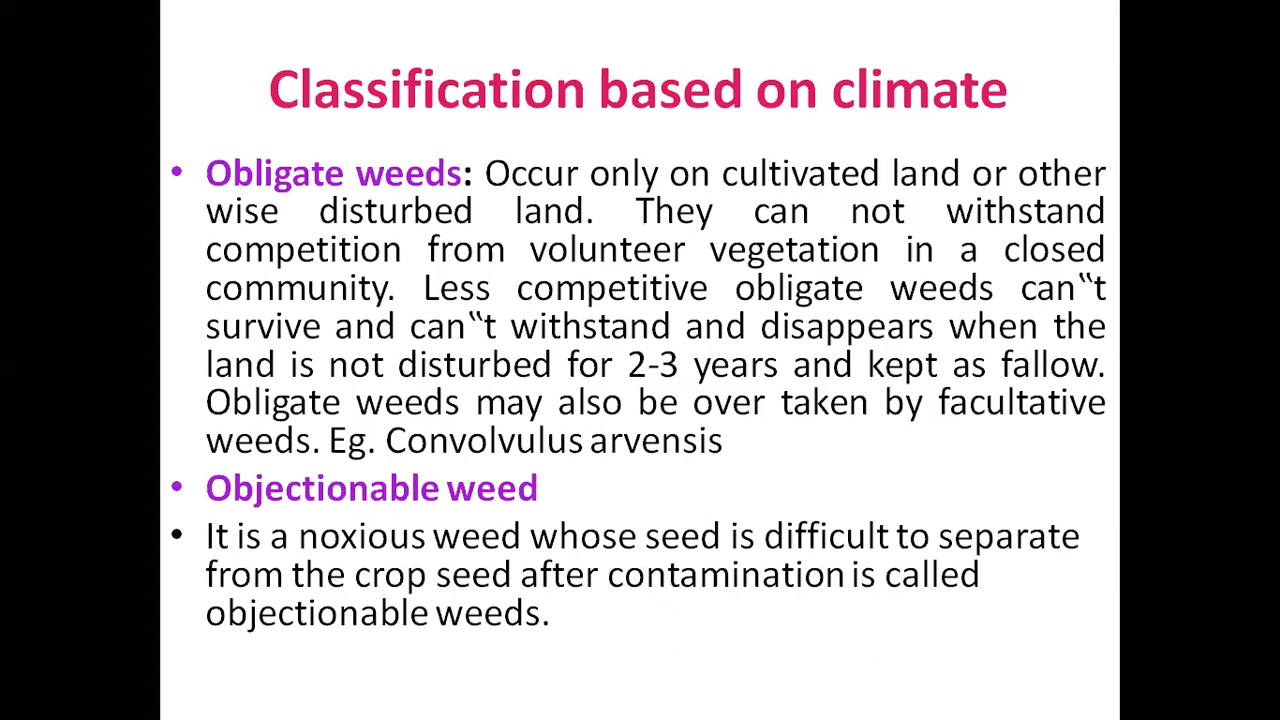 Classification based on climate
• Obligate weeds: Occur only on cultivated land or other
wise disturbed land. They can not withstand
competition from volunteer vegetation in a closed
community. Less competitive obligate weeds can‟t
survive and can‟t withstand and disappears when the
land is not disturbed for 2-3 years and kept as fallow.
Obligate weeds may also be over taken by facultative
weeds. Eg. Convolvulus arvensis
• Objectionable weed
• It is a noxious weed whose seed is difficult to separate
from the crop seed after contamination is called
objectionable weeds.